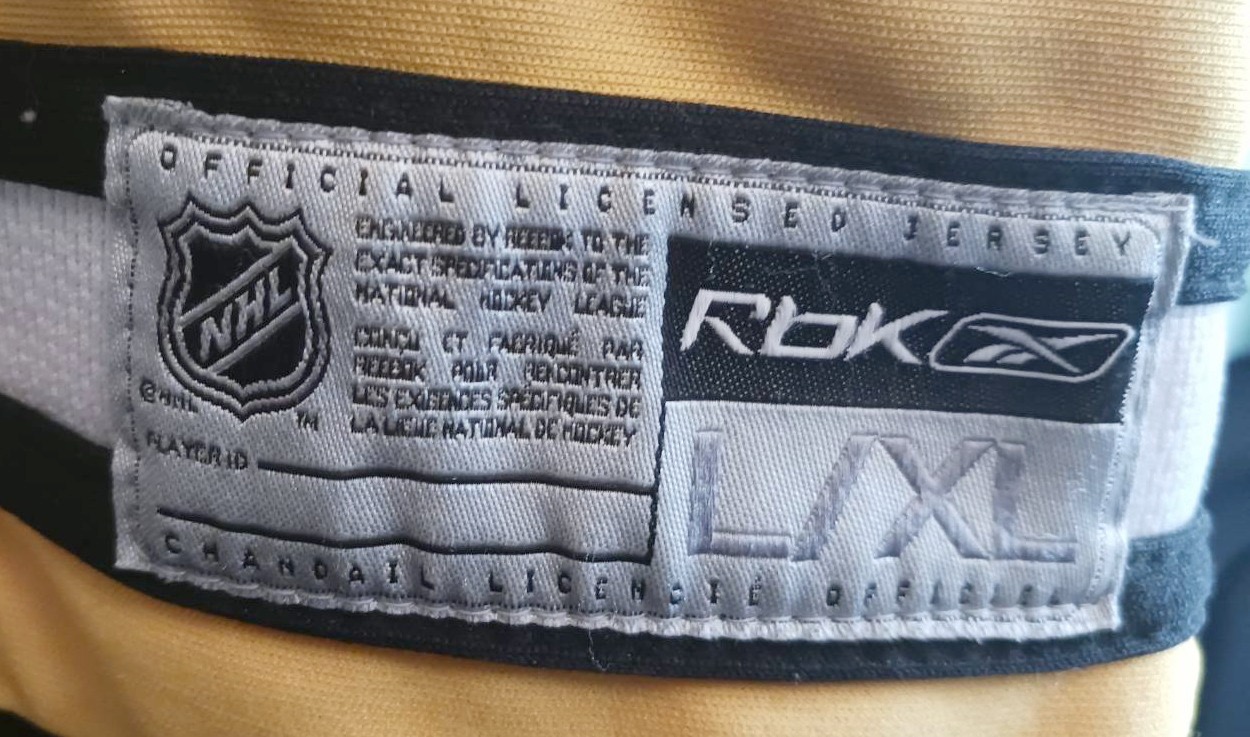 OFFICIAL LICENSED JERSEY
NHL
©NHL
TM
ENGINEERED BY REEBOK TO THE
EXACT SPECIFICATIONS OF THE
NATIONAL HOCKEY LEAGUE
CONÇU ET FABRIQUÉ PAR
REEBOK POUR RENCONTRER
LES EXIGENCES SPÉCIFIQUES DE
LA LIGUE NATIONAL DE HOCKEY
Rbk
L/XL
PLAYER ID
CHANDAIL LICENCIÉ OFFICIEL